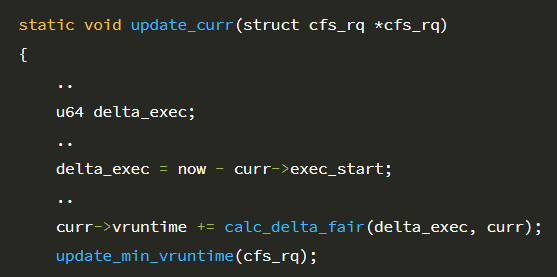 static void update_curr(struct cfs_rq *cfs_rq)
{
    ..
    u64 delta_exec;
    ..
    delta_exec = now - curr->exec_start;
    ..
    curr->vruntime += calc_delta_fair(delta_exec, curr);
    update_min_vruntime(cfs_rq);